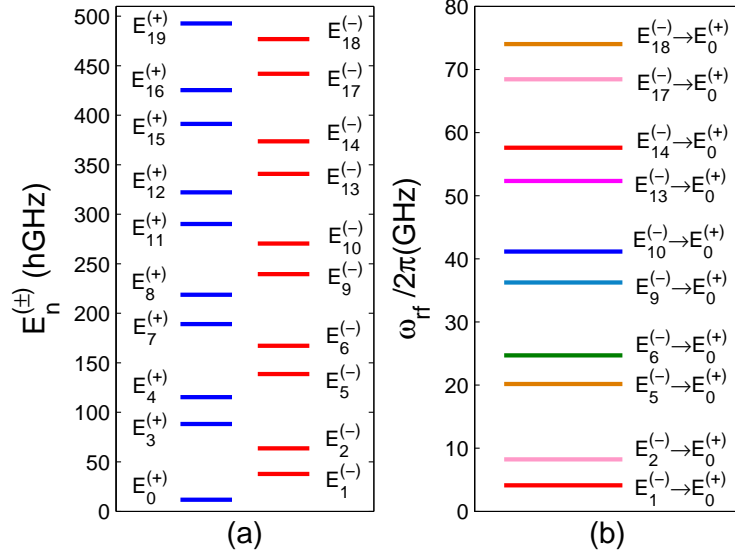 500
450
400
350
300
250
200
150
100
50
0
E_n^(±) (hGHz)
E_19^(+)
E_16^(+)
E_15^(+)
E_12^(+)
E_11^(+)
E_8^(+)
E_7^(+)
E_4^(+)
E_3^(+)
E_0^(+)
E_18^(−)
E_17^(−)
E_14^(−)
E_13^(−)
E_10^(−)
E_9^(−)
E_6^(−)
E_5^(−)
E_2^(−)
E_1^(−)
(a)
80
70
60
50
40
30
20
10
0
ω_rf /2π(GHz)
E_18^(−)→E_0^(+)
E_17^(−)→E_0^(+)
E_14^(−)→E_0^(+)
E_13^(−)→E_0^(+)
E_10^(−)→E_0^(+)
E_9^(−)→E_0^(+)
E_6^(−)→E_0^(+)
E_5^(−)→E_0^(+)
E_2^(−)→E_0^(+)
E_1^(−)→E_0^(+)
(b)